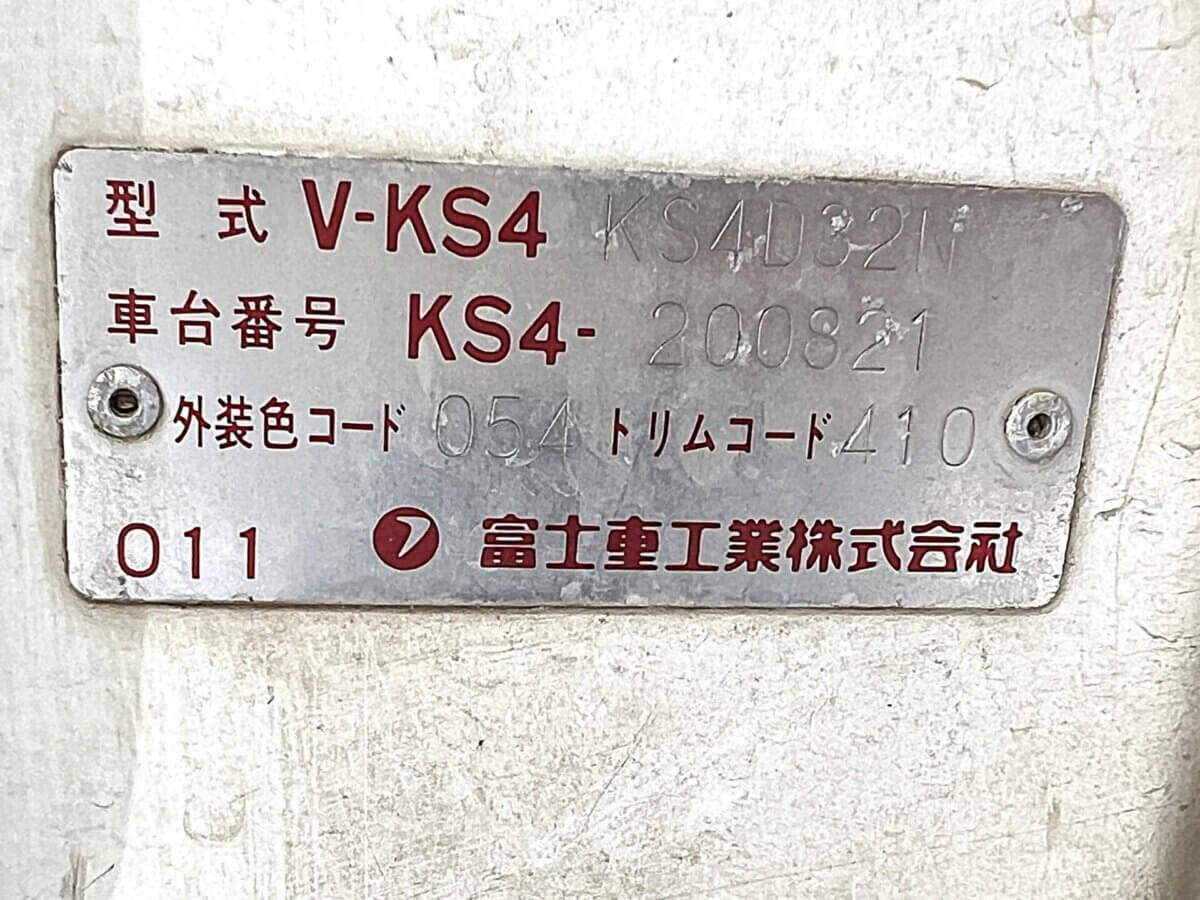 型式 V-KS4 KS4D32N
車台番号 KS4- 200821
外装色コード 054 トリムコード 410
011 フ 富士重工業株式会社